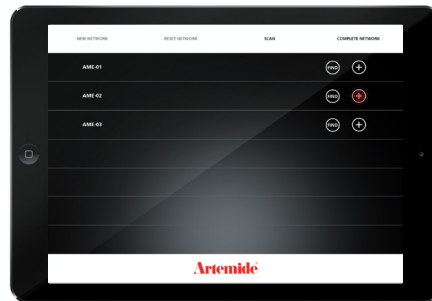 NEW NETWORK RESET NETWORK SCAN COMPLETE NETWORK
AME-01 FIND +
AME-02 FIND +
AME-03 FIND +
Artemide